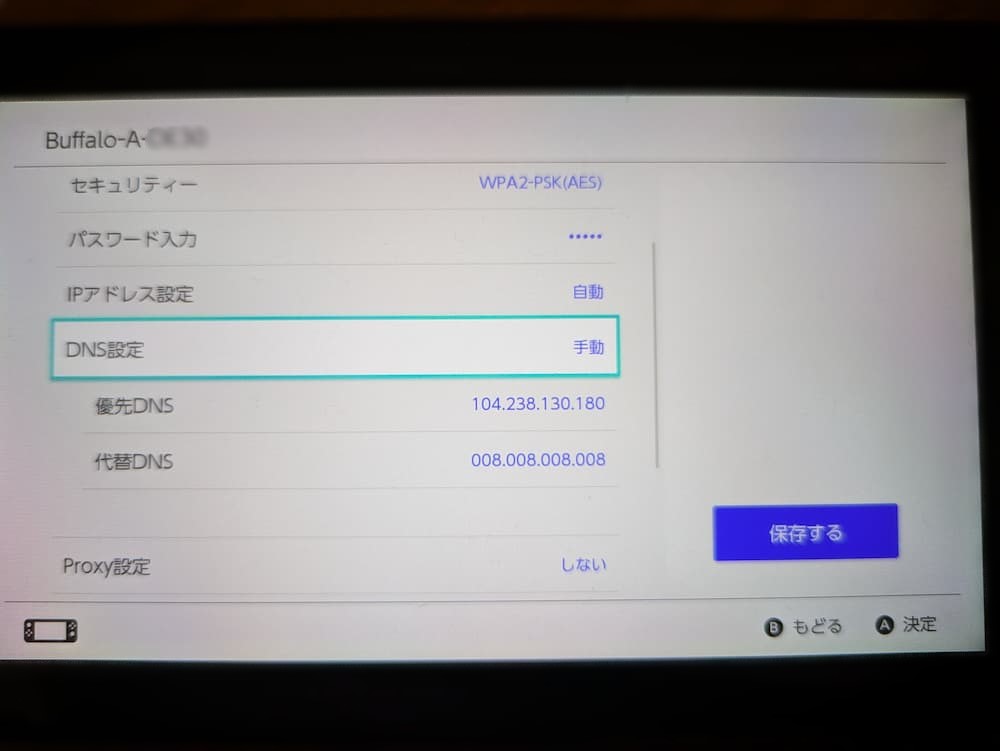 Buffalo-A-
セキュリティー WPA2-PSK(AES)
パスワード入力 •••••
IPアドレス設定 自動
DNS設定 手動
優先DNS 104.238.130.180
代替DNS 008.008.008.008
Proxy設定 しない
保存する
B もどる A 決定